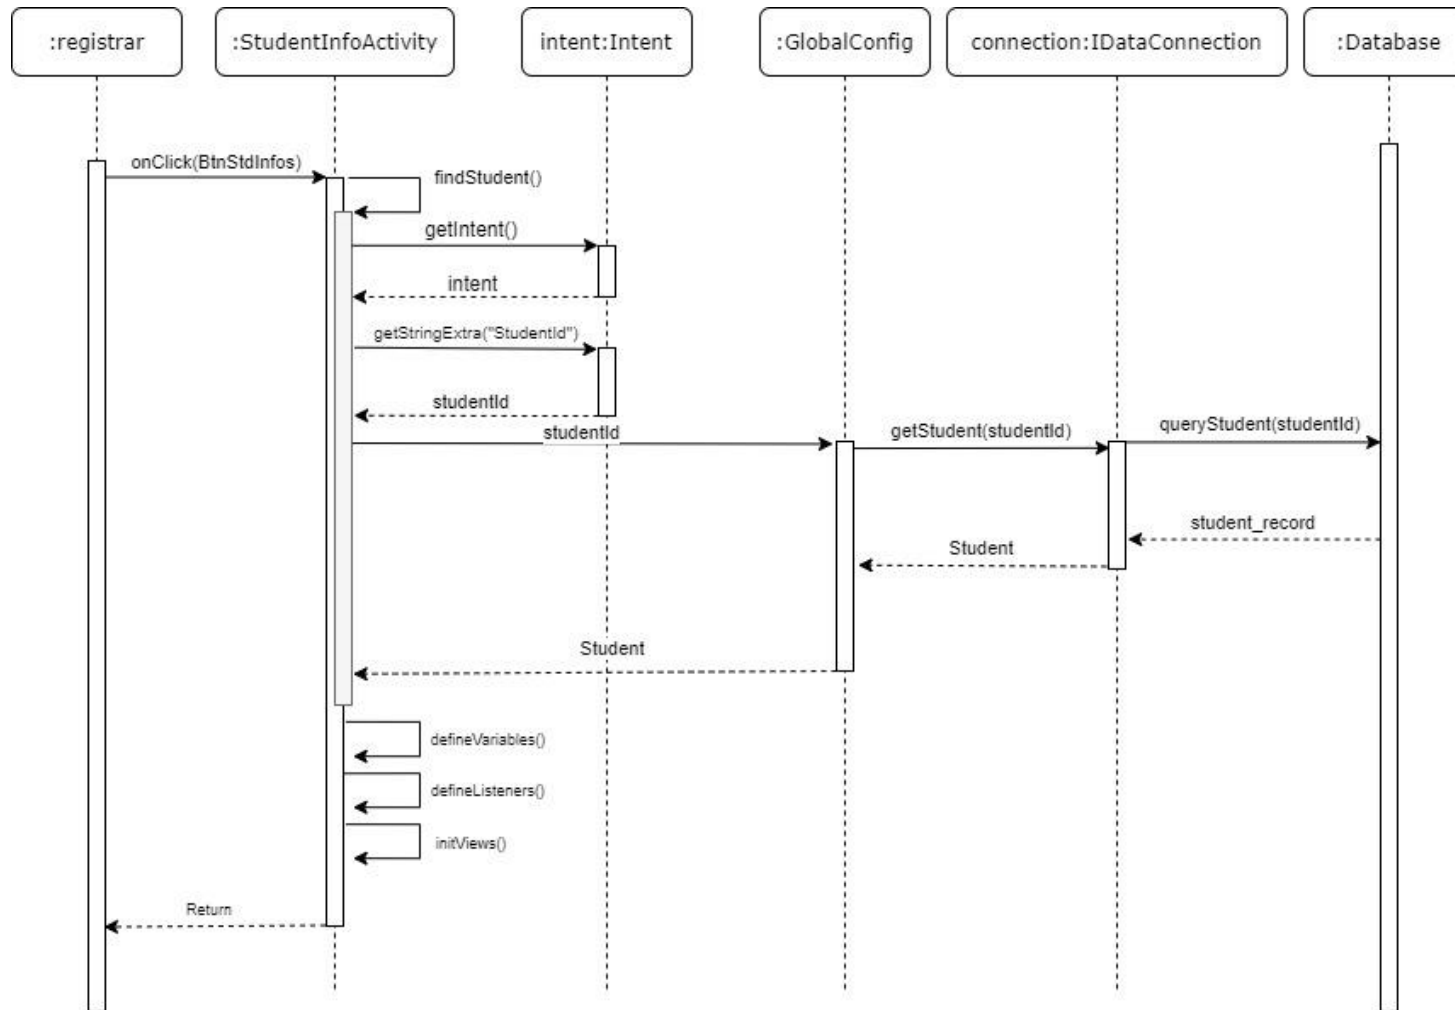 :registrar
:StudentInfoActivity
intent:Intent
:GlobalConfig
connection:IDataConnection
:Database
onClick(BtnStdInfos)
findStudent()
getIntent()
intent
getStringExtra("StudentId")
studentId
studentId
getStudent(studentId)
queryStudent(studentId)
student_record
Student
Student
defineVariables()
defineListeners()
initViews()
Return